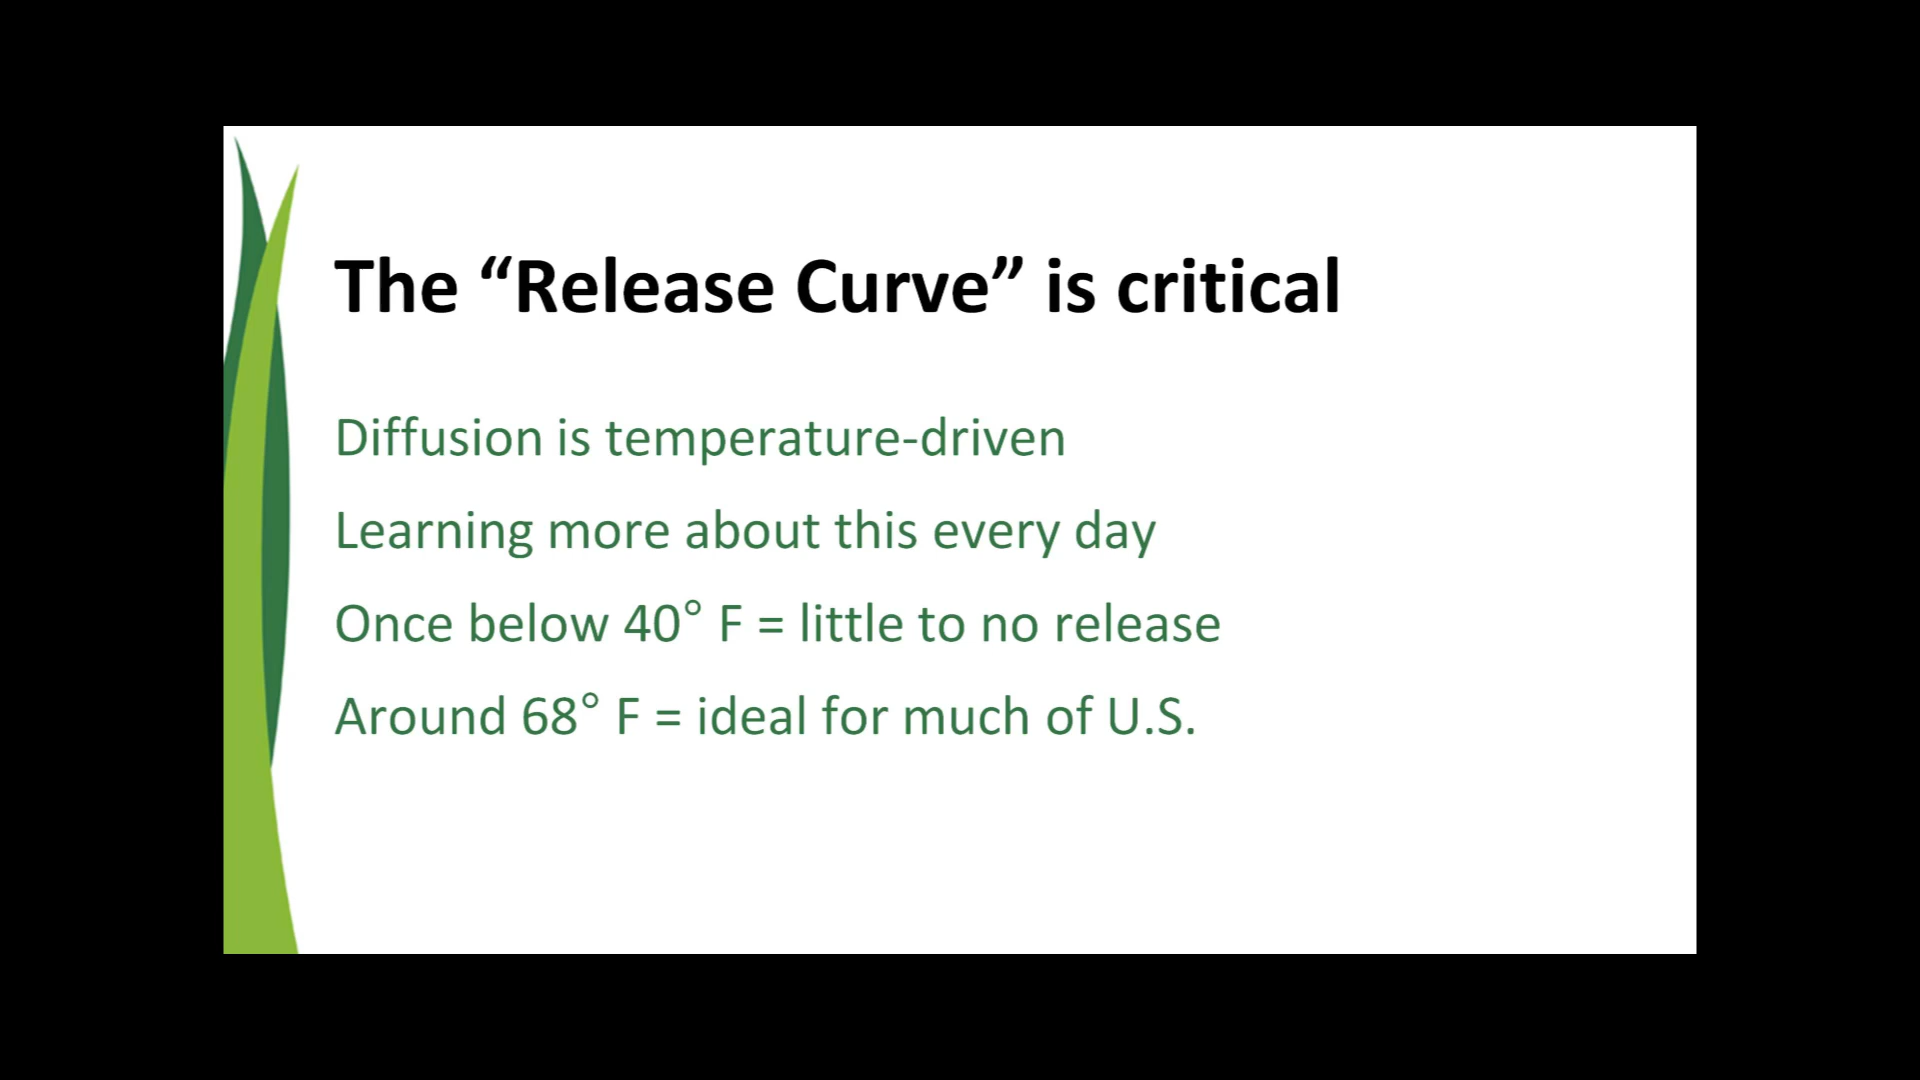 The “Release Curve” is critical
Diffusion is temperature-driven
Learning more about this every day
Once below 40° F = little to no release
Around 68° F = ideal for much of U.S.